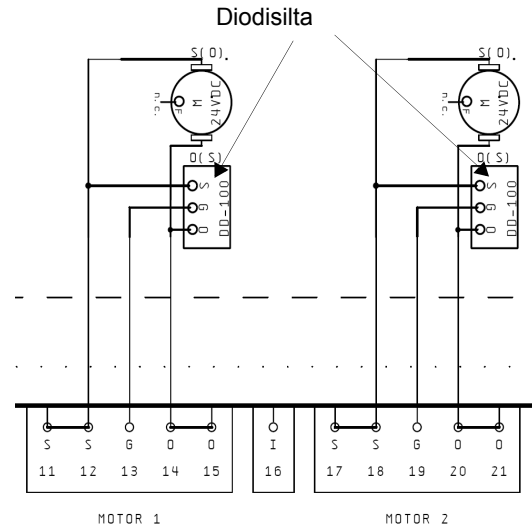 Diodisilta
S(O). S(O).
n.c. F M 24VDC n.c. F M 24VDC
O(S) O(S)
S G O DD-100 S G O DD-100
S S G O O I S S G O O
11 12 13 14 15 16 17 18 19 20 21
MOTOR 1 MOTOR 2